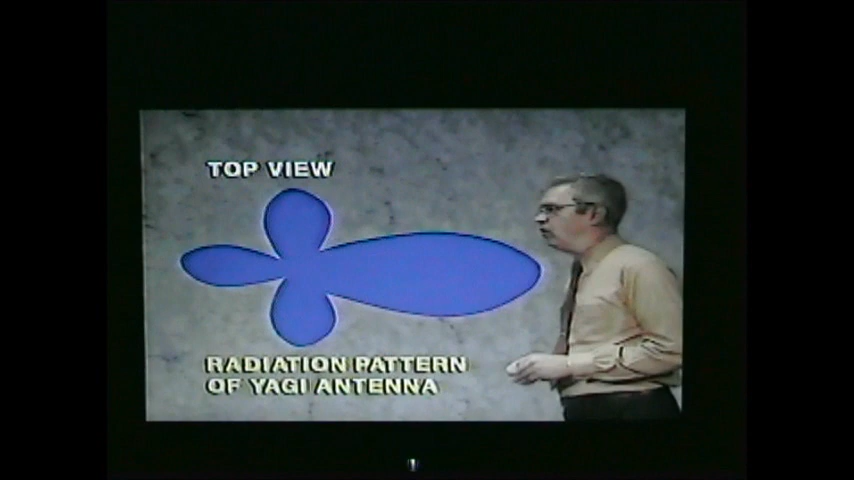 TOP VIEW
RADIATION PATTERN
OF YAGI ANTENNA